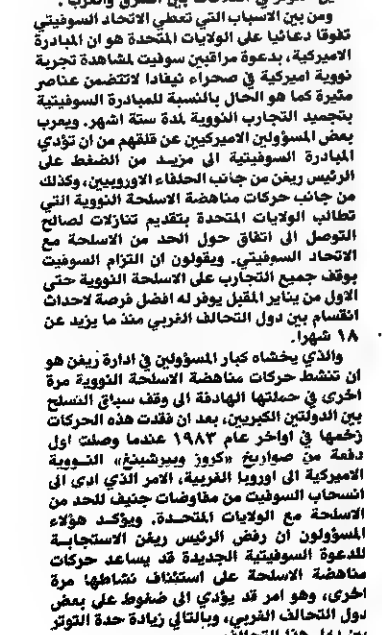 ومن بين الاسباب التي تعطي الاتحاد السوفيتي
تفوقا دعائيا على الولايات المتحدة هو ان المبادرة
الاميركية، بدعوة مراقبين سوفيت لمشاهدة تجربة
نووية اميركية في صحراء نيفادا لاتتضمن عناصر
مثيرة كما هو الحال بالنسبة للمبادرة السوفيتية
بتجميد التجارب النووية لمدة ستة اشهر. ويعرب
بعض المسؤولين الاميركيين عن قلقهم من ان تؤدي
المبادرة السوفيتية الى مزيد من الضغط على
الرئيس ريغن من جانب الحلفاء الاوروبيين، وكذلك
من جانب حركات مناهضة الاسلحة النووية التي
تطالب الولايات المتحدة بتقديم تنازلات لصالح
التوصل الى اتفاق حول الحد من الاسلحة مع
الاتحاد السوفيتي. ويقولون ان التزام السوفيت
بوقف جميع التجارب على الاسلحة النووية حتى
الاول من يناير المقبل يوفر له افضل فرصة لاحداث
انقسام بين دول التحالف الغربي منذ ما يزيد عن
١٨ شهرا.
والذي يخشاه كبار المسؤولين في ادارة ريغن هو
ان تنشط حركات مناهضة الاسلحة النووية مرة
اخرى في حملتها الهادفة الى وقف سباق التسلح
بين الدولتين الكبريين، بعد ان فقدت هذه الحركات
زخمها في اواخر عام ١٩٨٣ عندما وصلت اول
دفعة من صواريخ «كروز وبيرشينغ» النووية
الاميركية الى اوروبا الغربية، الامر الذي ادى الى
انسحاب السوفيت من مفاوضات جنيف للحد من
الاسلحة مع الولايات المتحدة. ويؤكد هؤلاء
المسؤولون ان رفض الرئيس ريغن الاستجابة
للدعوة السوفيتية الجديدة قد يساعد حركات
مناهضة الاسلحة على استئناف نشاطها مرة
اخرى، وهو امر قد يؤدي الى ضغوط على بعض
دول التحالف الغربي، وبالتالي زيادة حدة التوتر